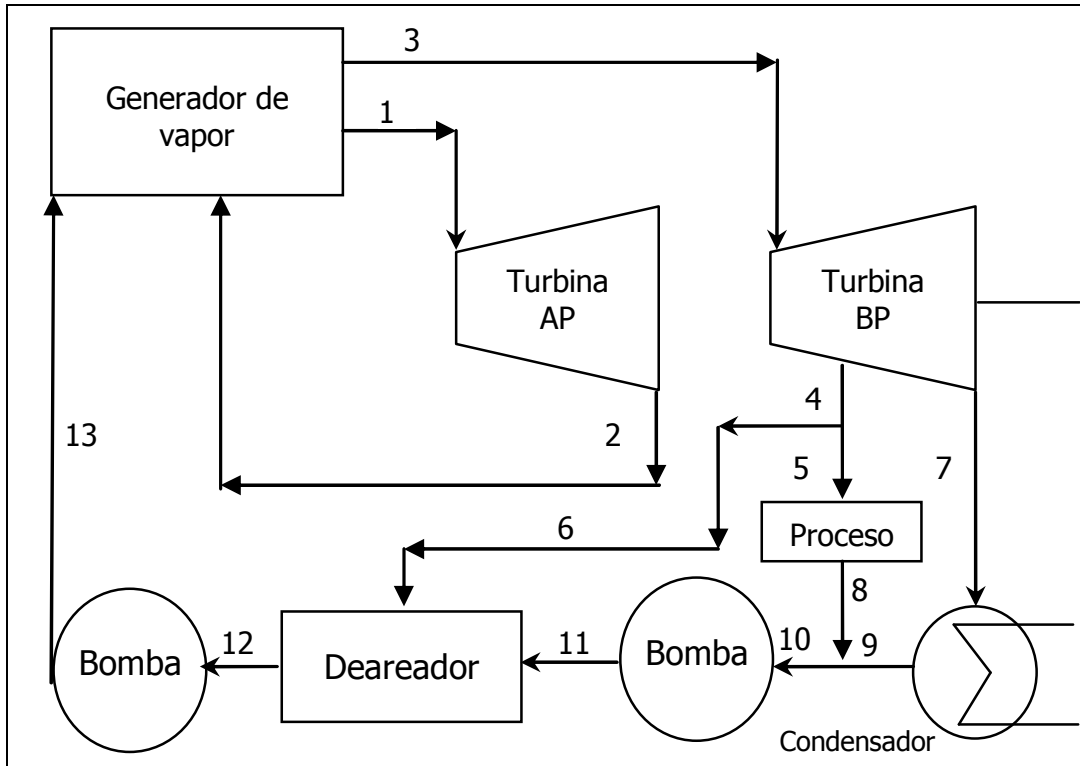 3
Generador de
vapor
1
Turbina
AP
Turbina
BP
4
13
2
5
7
6
Proceso
8
12
11
10
9
Bomba
Deareador
Bomba
Condensador